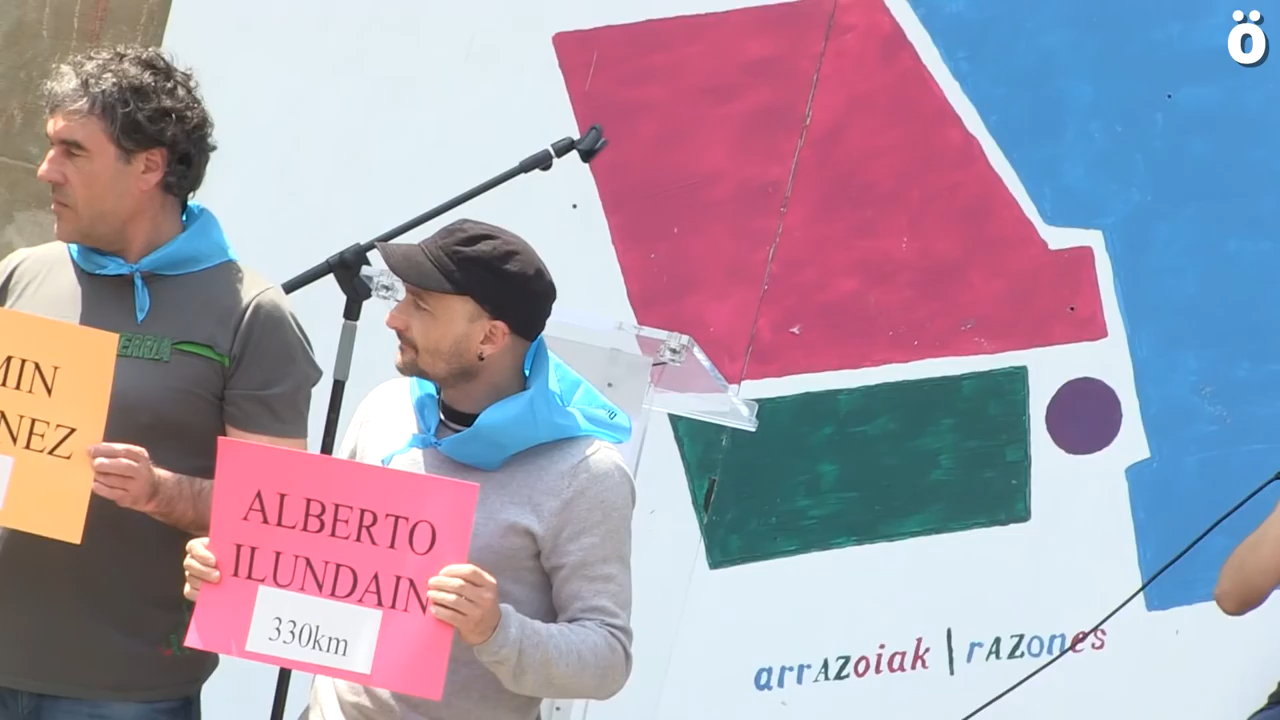 ö
ERRIA
MIN
NEZ
ALBERTO
ILUNDAIN
330km
arrAZoiak | rAZones